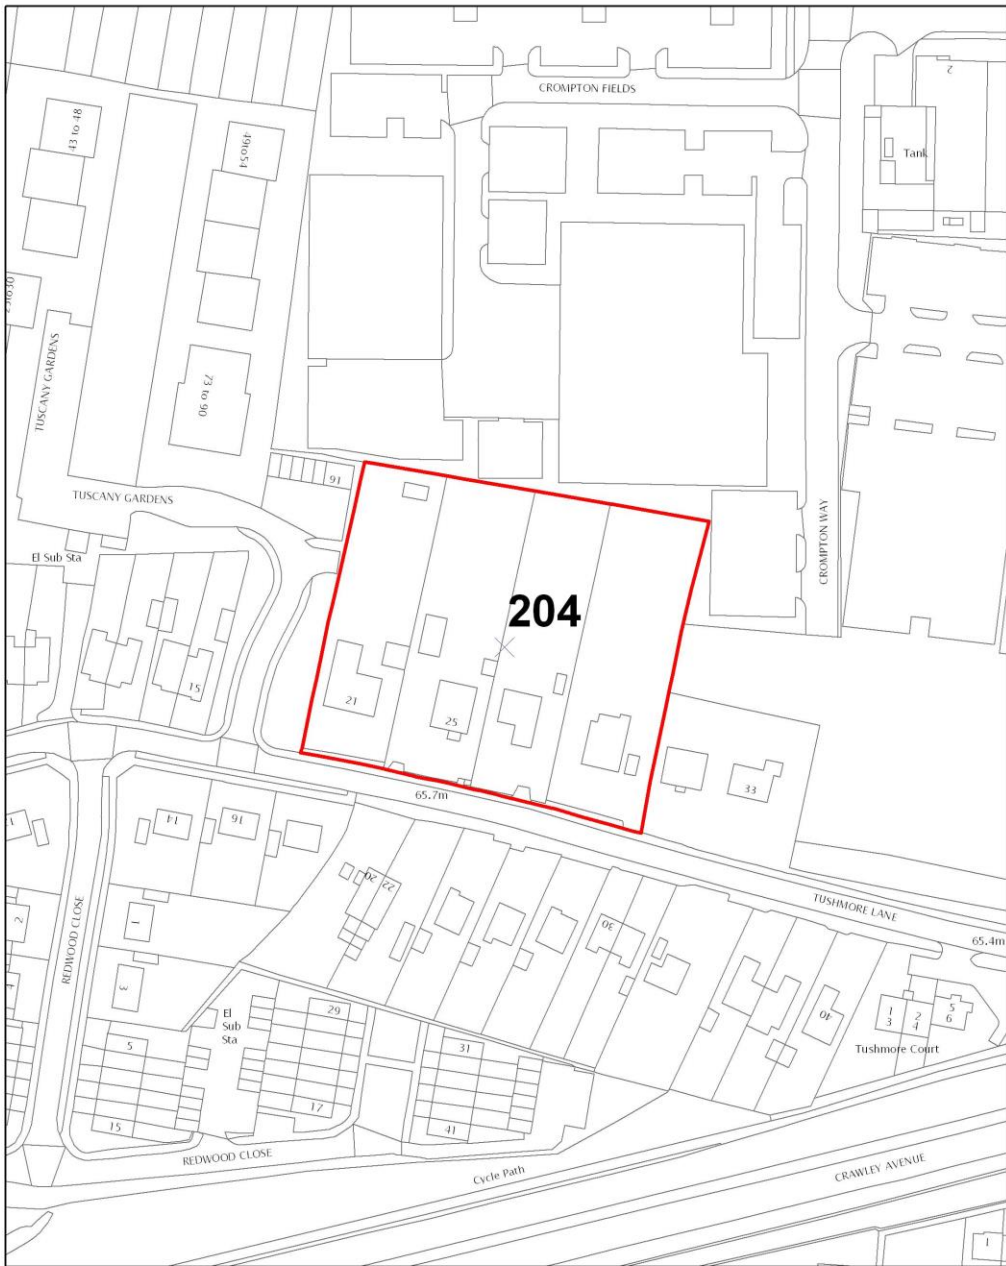 CROMPTON FIELDS
2
43 to 48
49to54
Tank
TUSCANY GARDENS
73 to 90
TUSCANY GARDENS
91
CROMPTON WAY
El Sub Sta
204
15
21
25
33
65.7m
14
16
20
22
TUSHMORE LANE
30
65.4m
REDWOOD CLOSE
2
1
3
El
Sub
Sta
29
40
1
3
2
4
5
6
Tushmore Court
5
31
17
15
41
REDWOOD CLOSE
Cycle Path
CRAWLEY AVENUE
1